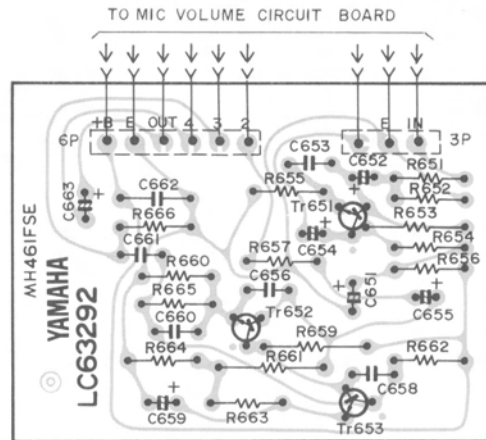 TO MIC VOLUME CIRCUIT BOARD
+B E OUT 4 3 2
E IN
6P
3P
C653
C652
R651
C662
R655
R652
C663
R666
Tr651
R653
C661
C654
R654
R660
R657
R656
C656
R665
C651
C655
C660
Tr652
R659
R664
R661
R662
C658
C659
R663
Tr653
MH461FSE
YAMAHA
LC63292